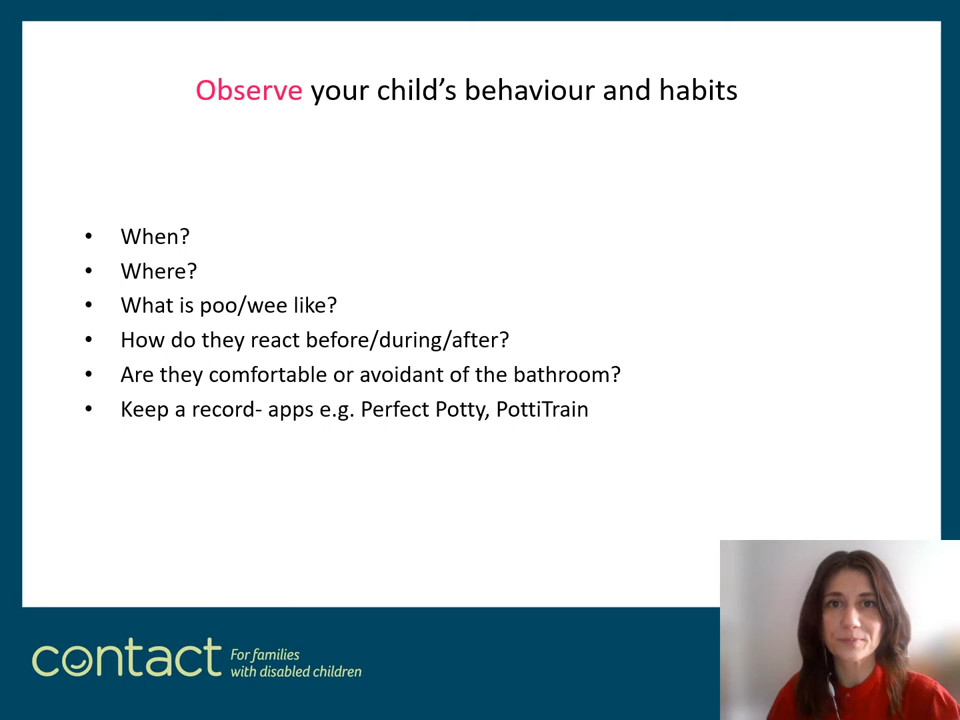 Observe your child’s behaviour and habits
• When?
• Where?
• What is poo/wee like?
• How do they react before/during/after?
• Are they comfortable or avoidant of the bathroom?
• Keep a record- apps e.g. Perfect Potty, PottiTrain
contact
For families
with disabled children